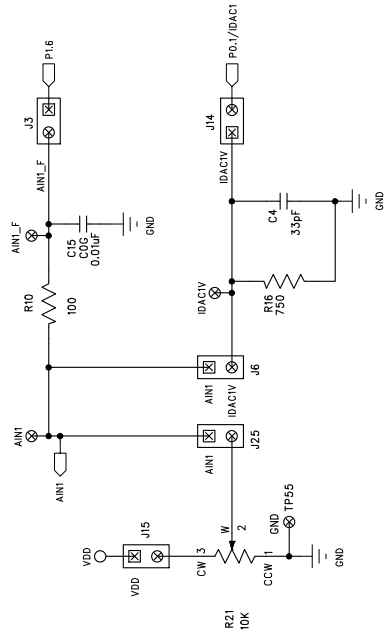 P1.6
P0.1/IDAC1
J3
J14
AIN1_F
IDAC1V
AIN1_F
C15
C0G
0.01uF
GND
C4
33pF
GND
R10
100
IDAC1V
R16
750
AIN1
IDAC1V
J6
AIN1
AIN1
AIN1
J25
VDD
J15
VDD
CW
3
W
2
CCW
1
R21
10K
GND
TP55
GND